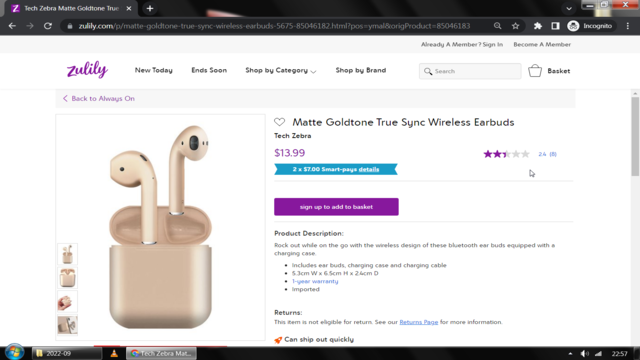 Tech Zebra Matte Goldtone True
zulily.com/p/matte-goldtone-true-sync-wireless-earbuds-5675-85046182.html?pos=ymal&origProduct=85046183
Incognito
Already A Member? Sign In
Become A Member
zulily
New Today
Ends Soon
Shop by Category
Shop by Brand
Search
Basket
Back to Always On
Matte Goldtone True Sync Wireless Earbuds
Tech Zebra
$13.99
2.4 (8)
2 x $7.00 Smart-pays details
sign up to add to basket
Product Description:
Rock out while on the go with the wireless design of these bluetooth ear buds equipped with a
charging case.
• Includes ear buds, charging case and charging cable
• 5.3cm W x 6.5cm H x 2.4cm D
• 1-year warranty
• Imported
Returns:
This item is not eligible for return. See our Returns Page for more information.
Can ship out quickly
2022-09
Tech Zebra Mat...
22:57